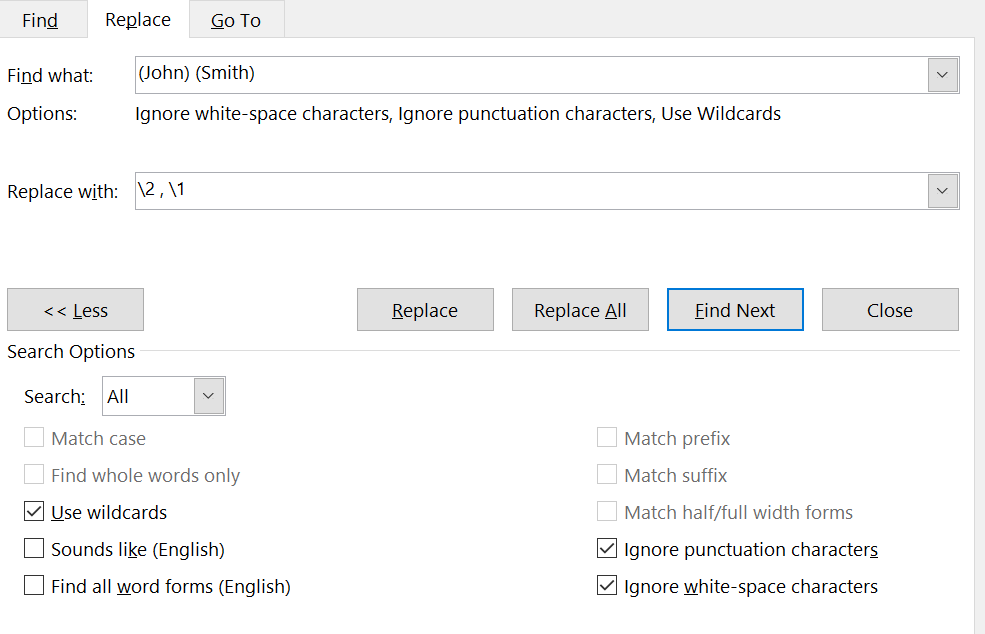 Find Replace Go To
Find what: (John) (Smith)
Options: Ignore white-space characters, Ignore punctuation characters, Use Wildcards
Replace with: \2 , \1
<< Less Replace Replace All Find Next Close
Search Options
Search: All
Match case Match prefix
Find whole words only Match suffix
Use wildcards Match half/full width forms
Sounds like (English) Ignore punctuation characters
Find all word forms (English) Ignore white-space characters